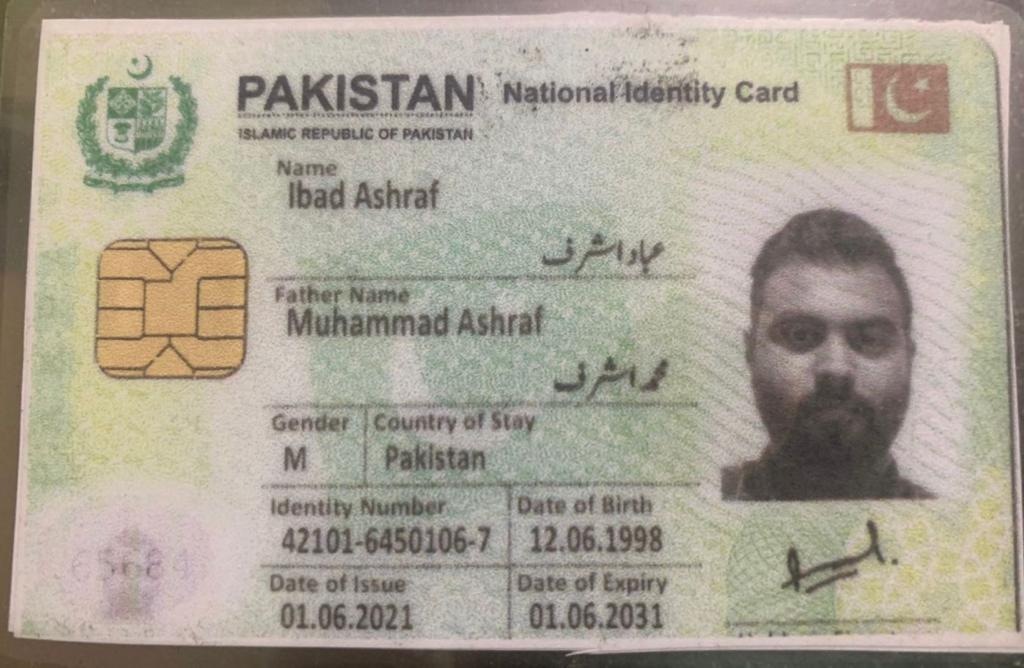 PAKISTAN National Identity Card
ISLAMIC REPUBLIC OF PAKISTAN
Name
Ibad Ashraf
عباد اشرف
Father Name
Muhammad Ashraf
محمد اشرف
Gender Country of Stay
M Pakistan
Identity Number Date of Birth
42101-6450106-7 12.06.1998
Date of Issue Date of Expiry
01.06.2021 01.06.2031